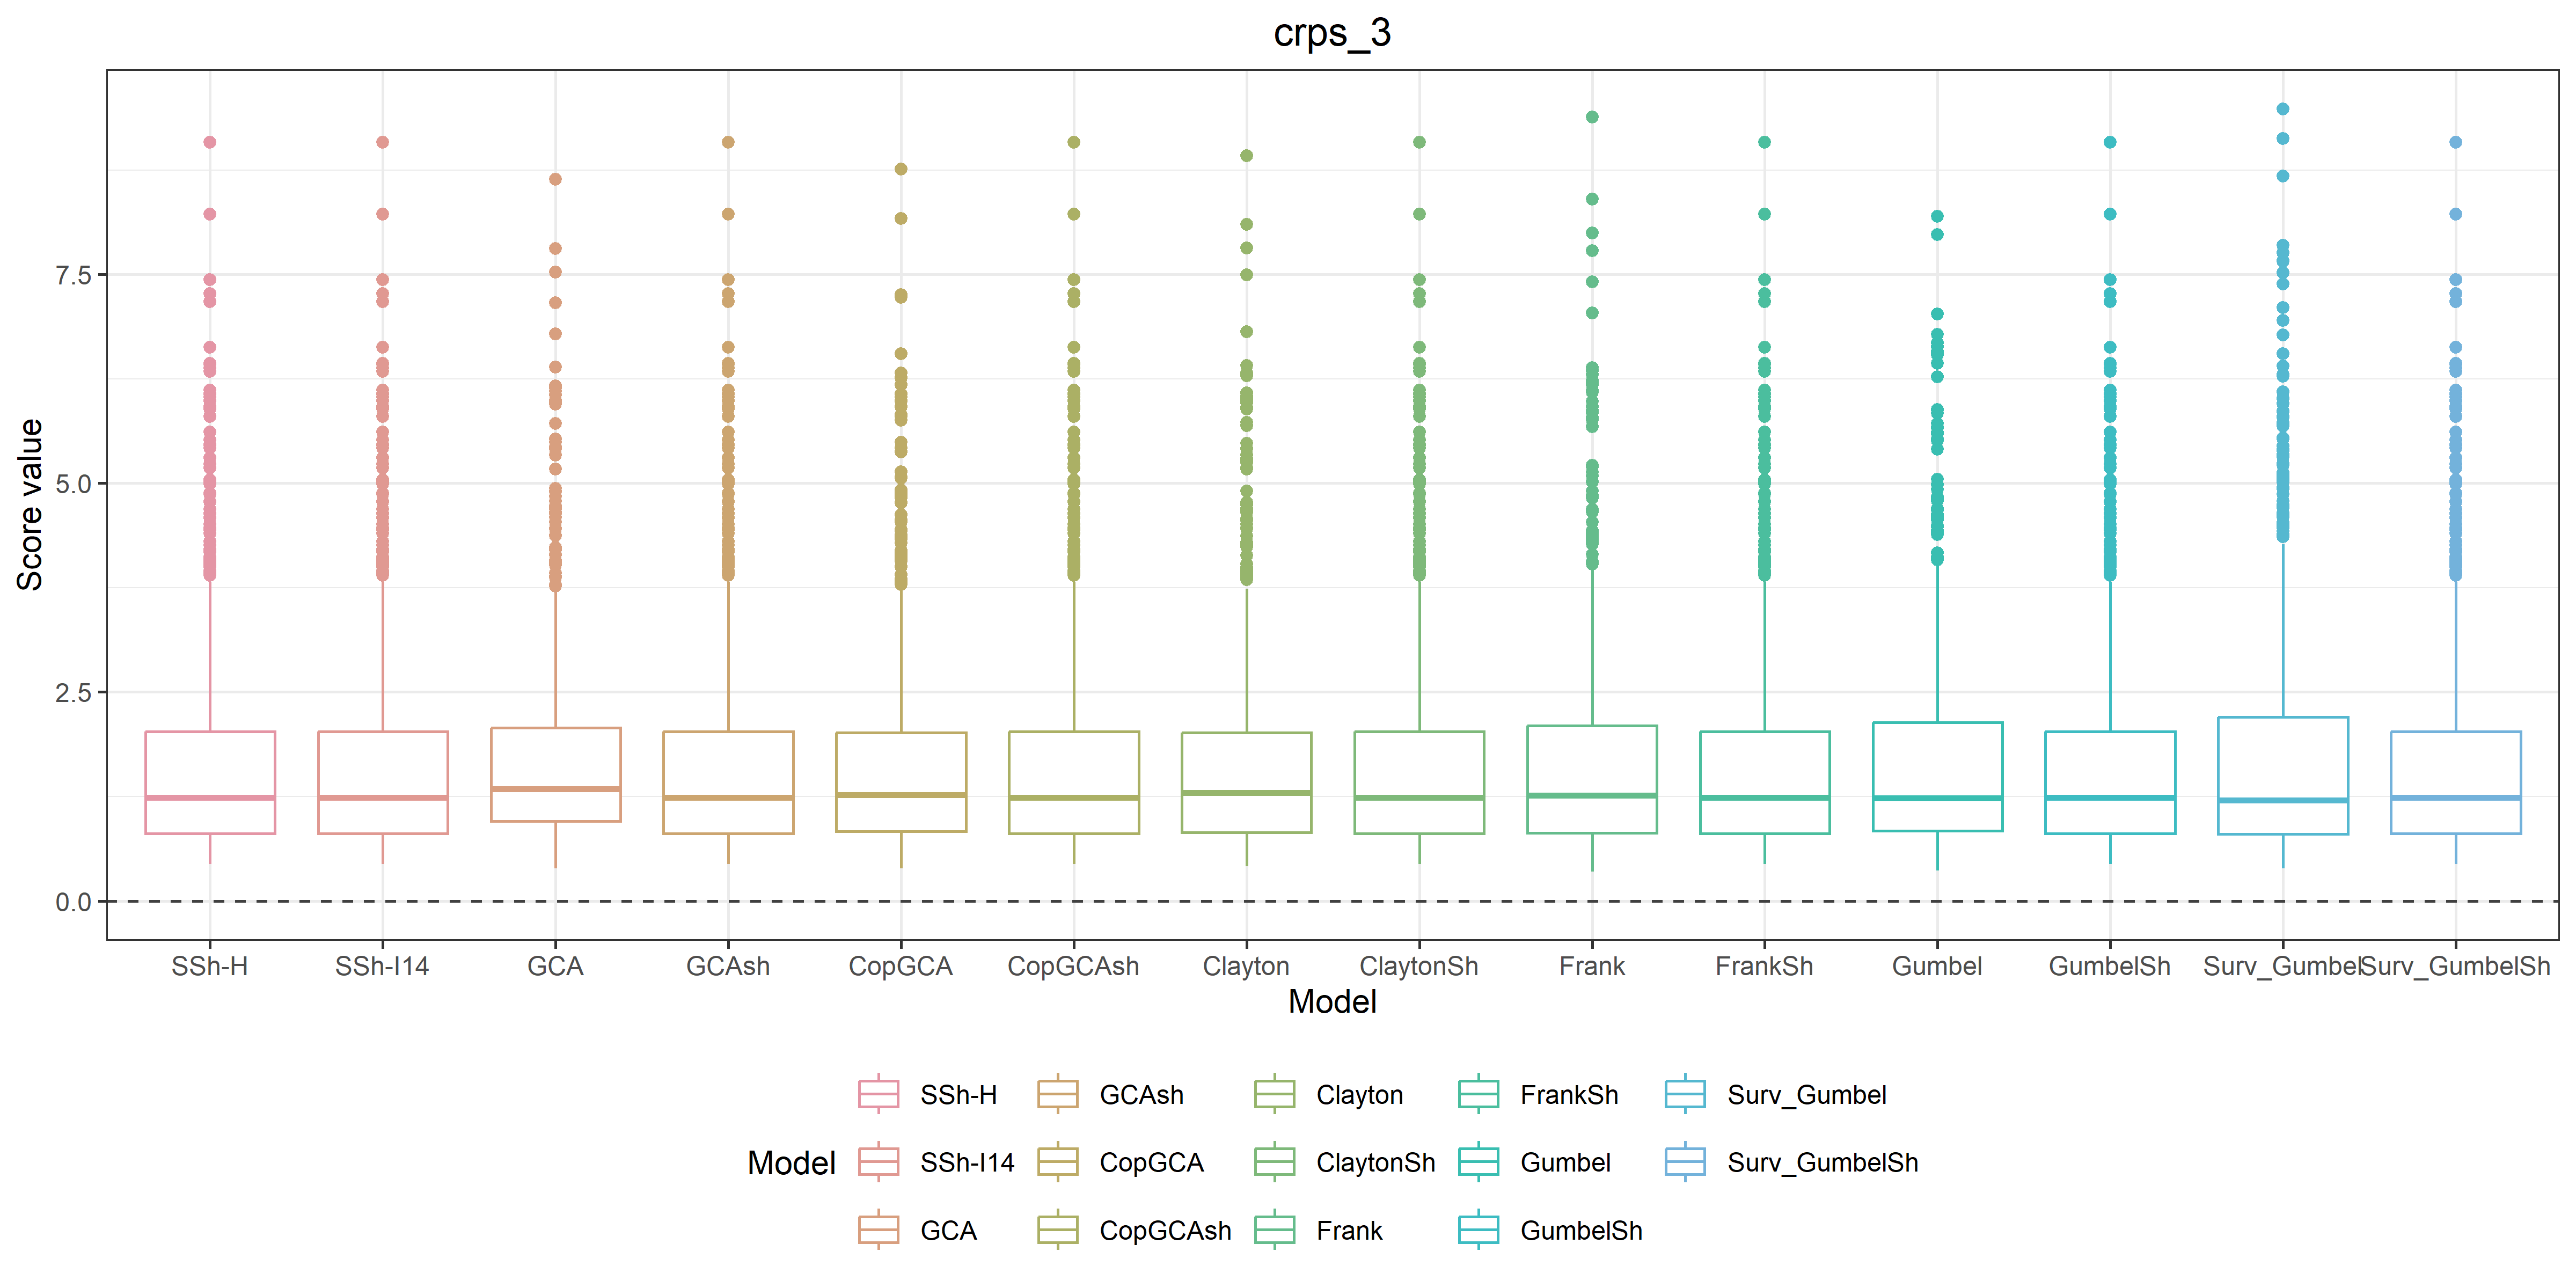 crps_3
Score value
7.5
5.0
2.5
0.0
SSh-H SSh-I14 GCA GCAsh CopGCA CopGCAsh Clayton ClaytonSh Frank FrankSh Gumbel GumbelSh Surv_Gumbel Surv_GumbelSh
Model
SSh-H GCAsh Clayton FrankSh Surv_Gumbel
Model SSh-I14 CopGCA ClaytonSh Gumbel Surv_GumbelSh
GCA CopGCAsh Frank GumbelSh